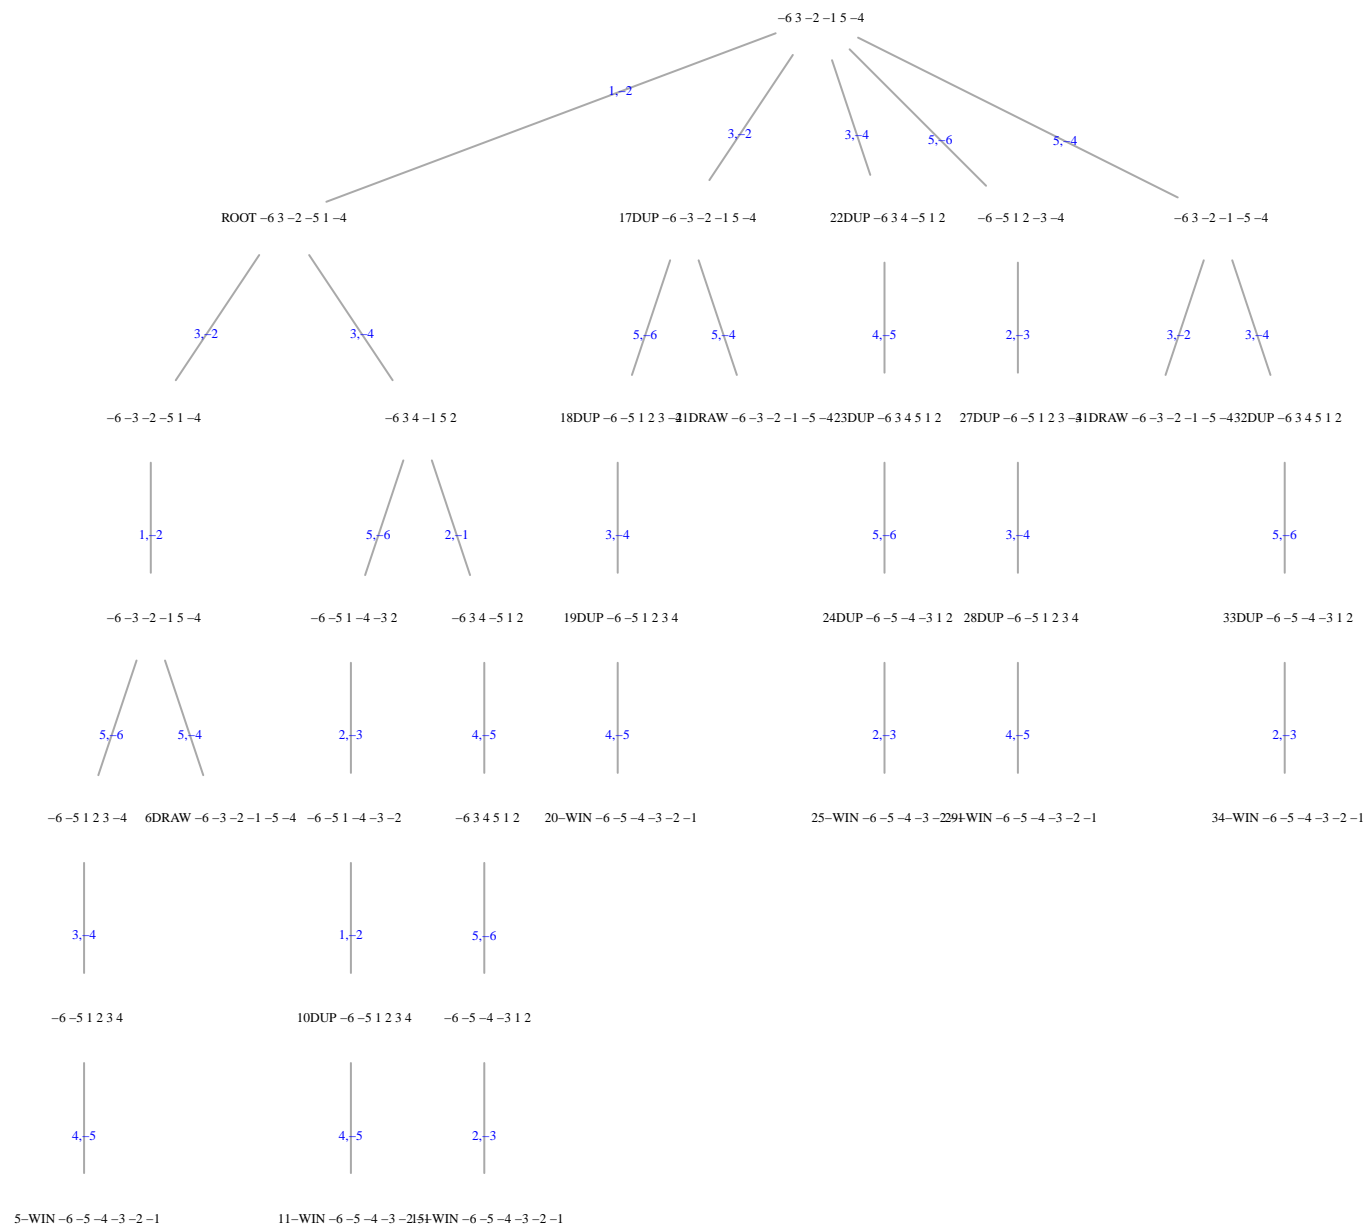 −6 3 −2 −1 5 −4
1,−2
3,−2
3,−4
5,−6
5,−4
ROOT −6 3 −2 −5 1 −4
17DUP −6 −3 −2 −1 5 −4
22DUP −6 3 4 −5 1 2
−6 −5 1 2 −3 −4
−6 3 −2 −1 −5 −4
3,−2
3,−4
5,−6
5,−4
4,−5
2,−3
3,−2
3,−4
−6 −3 −2 −5 1 −4
−6 3 4 −1 5 2
18DUP −6 −5 1 2 3 −4
21DRAW −6 −3 −2 −1 −5 −4
23DUP −6 3 4 5 1 2
27DUP −6 −5 1 2 3 −4
31DRAW −6 −3 −2 −1 −5 −4
32DUP −6 3 4 5 1 2
1,−2
5,−6
2,−1
3,−4
5,−6
3,−4
5,−6
−6 −3 −2 −1 5 −4
−6 −5 1 −4 −3 2
−6 3 4 −5 1 2
19DUP −6 −5 1 2 3 4
24DUP −6 −5 −4 −3 1 2
28DUP −6 −5 1 2 3 4
33DUP −6 −5 −4 −3 1 2
5,−6
5,−4
2,−3
4,−5
4,−5
2,−3
4,−5
2,−3
−6 −5 1 2 3 −4
6DRAW −6 −3 −2 −1 −5 −4
−6 −5 1 −4 −3 −2
−6 3 4 5 1 2
20−WIN −6 −5 −4 −3 −2 −1
25−WIN −6 −5 −4 −3 −2 −1
29−WIN −6 −5 −4 −3 −2 −1
34−WIN −6 −5 −4 −3 −2 −1
3,−4
1,−2
5,−6
−6 −5 1 2 3 4
10DUP −6 −5 1 2 3 4
−6 −5 −4 −3 1 2
4,−5
4,−5
2,−3
5−WIN −6 −5 −4 −3 −2 −1
11−WIN −6 −5 −4 −3 −2 −1
15−WIN −6 −5 −4 −3 −2 −1